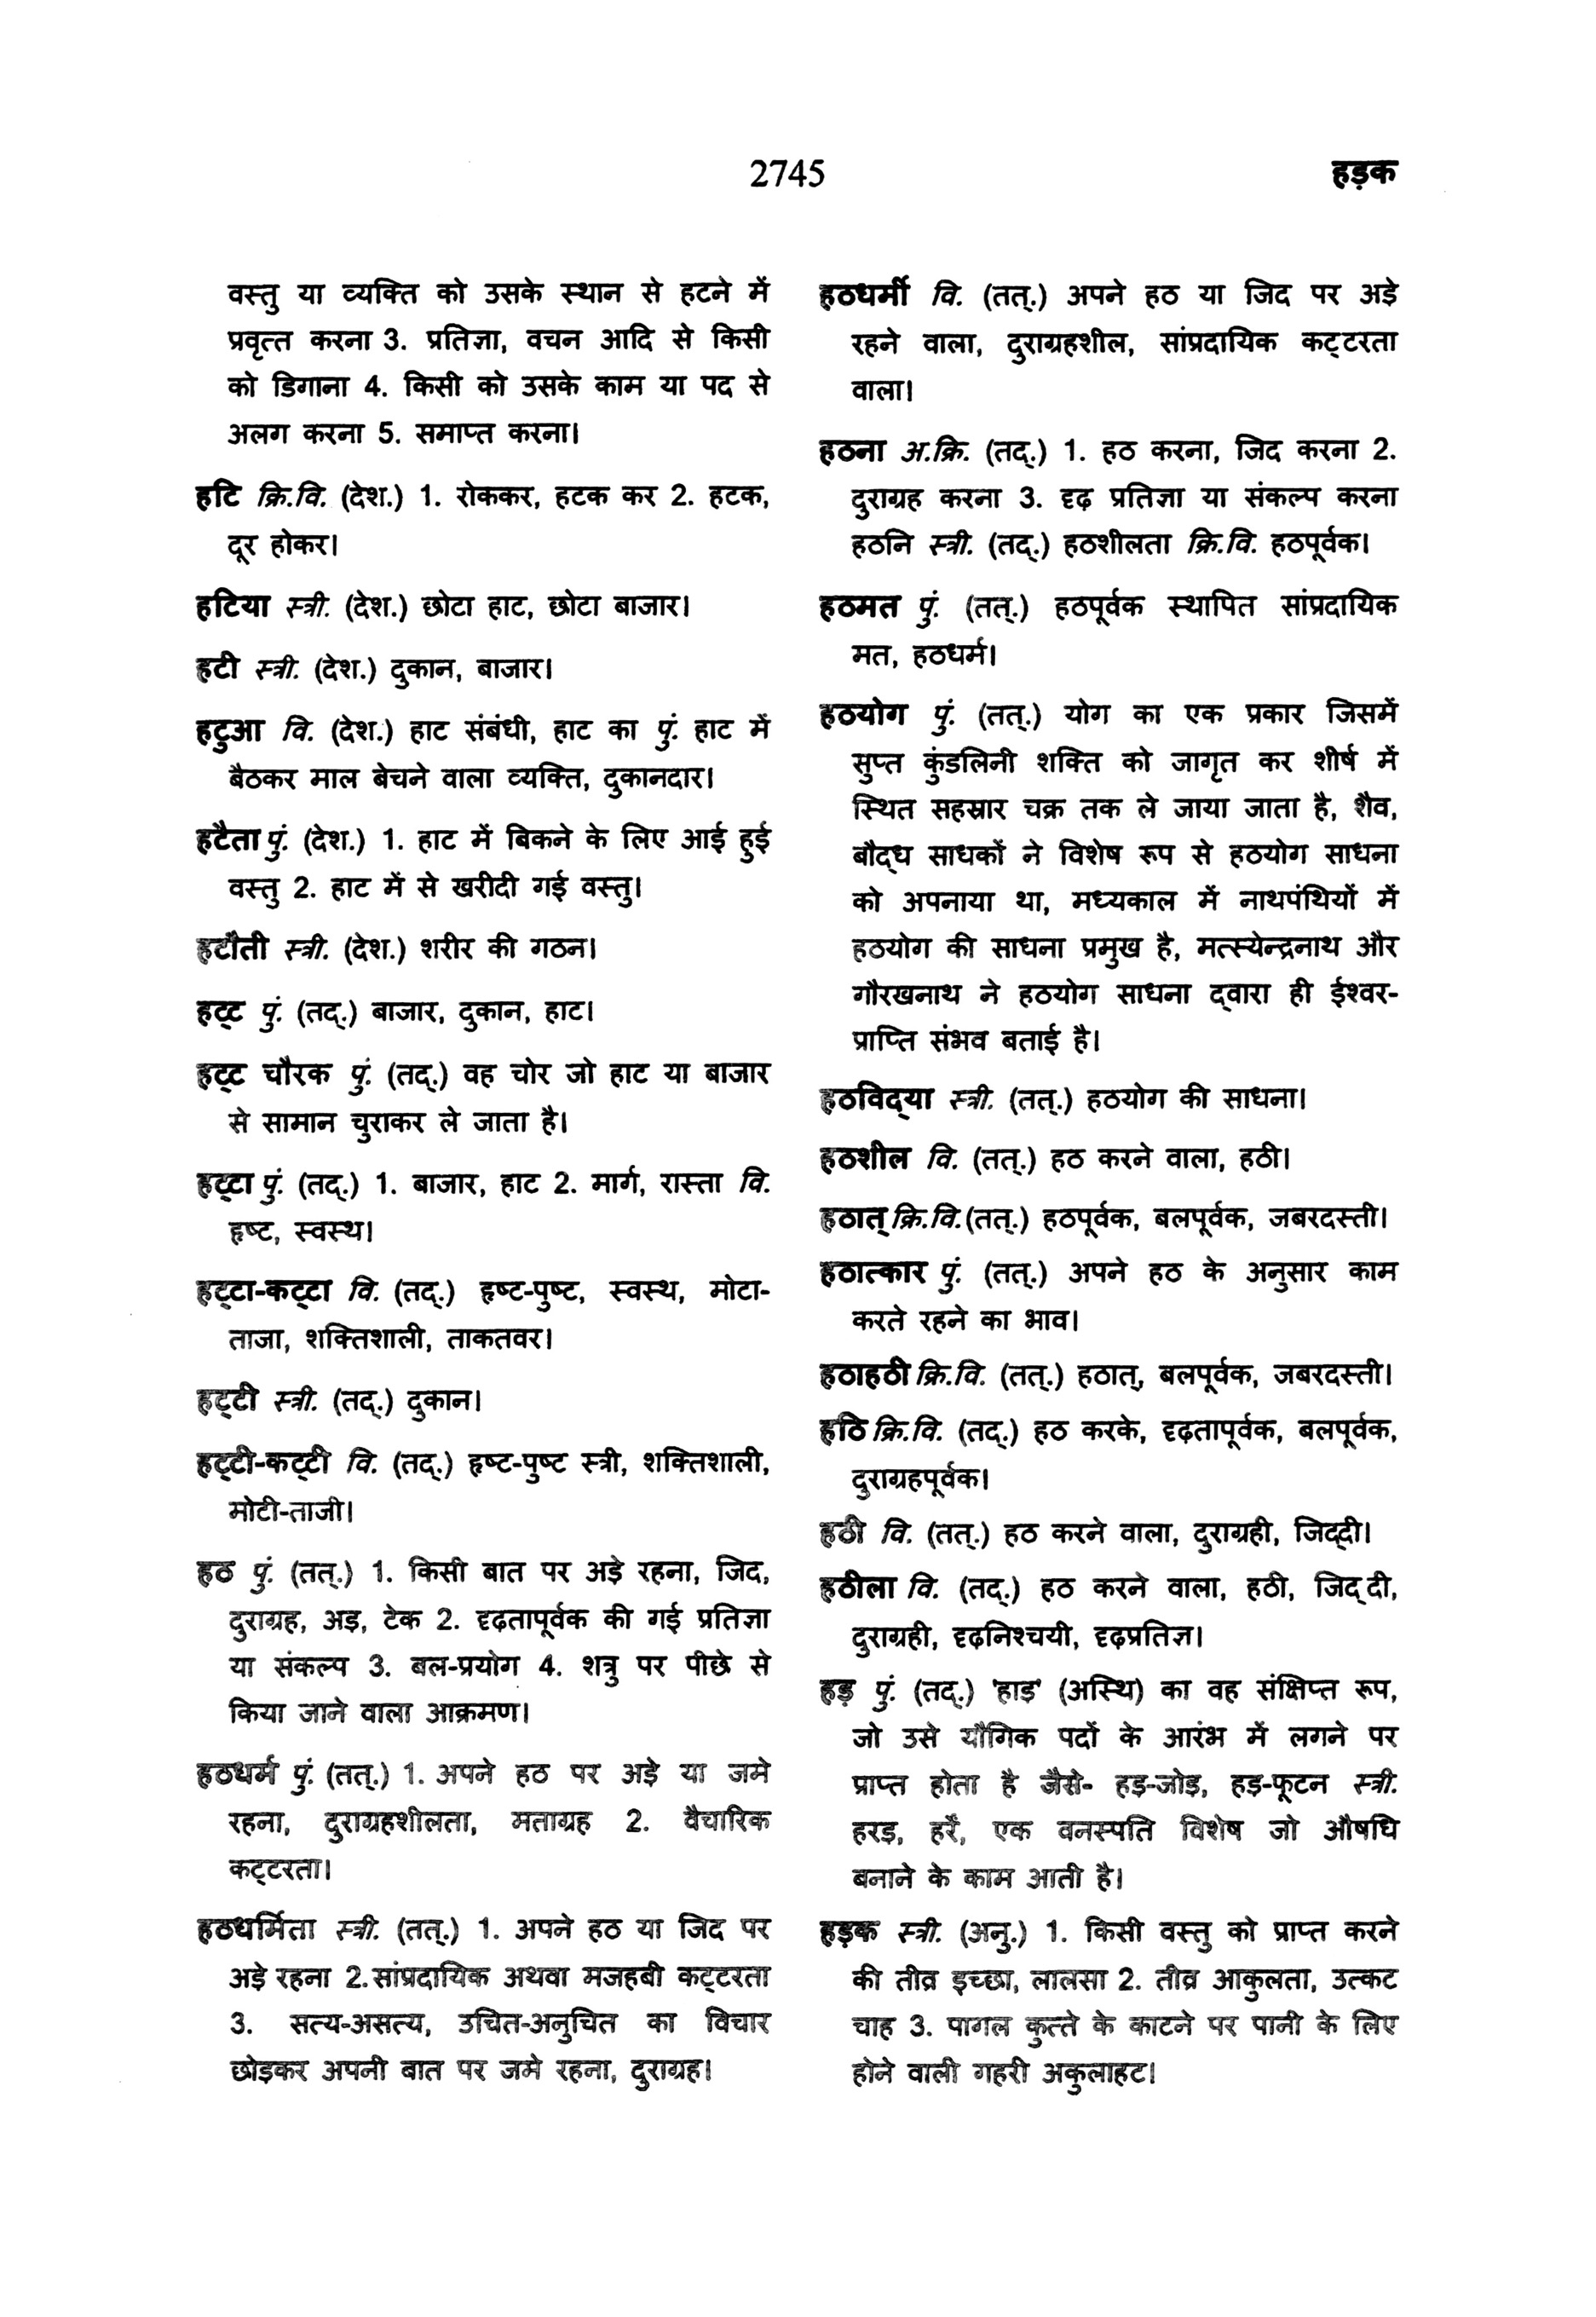 2745
हड़क
वस्तु या व्यक्ति को उसके स्थान से हटने में
प्रवृत्त करना 3. प्रतिज्ञा, वचन आदि से किसी
को डिगाना 4. किसी को उसके काम या पद से
अलग करना 5. समाप्त करना।
हटि क्रि.वि. (देश.) 1. रोककर, हटक कर 2. हटक,
दूर होकर।
हटिया स्त्री. (देश.) छोटा हाट, छोटा बाजार।
हटी स्त्री. (देश.) दुकान, बाजार।
हटुआ वि. (देश.) हाट संबंधी, हाट का पुं. हाट में
बैठकर माल बेचने वाला व्यक्ति, दुकानदार।
हटैता पुं. (देश.) 1. हाट में बिकने के लिए आई हुई
वस्तु 2. हाट में से खरीदी गई वस्तु।
हटौती स्त्री. (देश.) शरीर की गठन।
हट्ट पुं. (तद्.) बाजार, दुकान, हाट।
हट्ट चौरक पुं. (तद्.) वह चोर जो हाट या बाजार
से सामान चुराकर ले जाता है।
हट्टा पुं. (तद्.) 1. बाजार, हाट 2. मार्ग, रास्ता वि.
हृष्ट, स्वस्थ।
हट्टा-कट्टा वि. (तद्.) हृष्ट-पुष्ट, स्वस्थ, मोटा-
ताजा, शक्तिशाली, ताकतवर।
हट्टी स्त्री. (तद्.) दुकान।
हट्टी-कट्टी वि. (तद्.) हृष्ट-पुष्ट स्त्री, शक्तिशाली,
मोटी-ताजी।
हठ पुं. (तत्.) 1. किसी बात पर अड़े रहना, जिद,
दुराग्रह, अड़, टेक 2. दृढ़तापूर्वक की गई प्रतिज्ञा
या संकल्प 3. बल-प्रयोग 4. शत्रु पर पीछे से
किया जाने वाला आक्रमण।
हठधर्म पुं. (तत्.) 1. अपने हठ पर अड़े या जमे
रहना, दुराग्रहशीलता, मताग्रह 2. वैचारिक
कट्टरता।
हठधर्मिता स्त्री. (तत्.) 1. अपने हठ या जिद पर
अड़े रहना 2. सांप्रदायिक अथवा मजहबी कट्टरता
3. सत्य-असत्य, उचित-अनुचित का विचार
छोड़कर अपनी बात पर जमे रहना, दुराग्रह।
हठधर्मी वि. (तत्.) अपने हठ या जिद पर अड़े
रहने वाला, दुराग्रहशील, सांप्रदायिक कट्टरता
वाला।
हठना अ.क्रि. (तद्.) 1. हठ करना, जिद करना 2.
दुराग्रह करना 3. दृढ़ प्रतिज्ञा या संकल्प करना
हठनि स्त्री. (तद्.) हठशीलता क्रि.वि. हठपूर्वक।
हठमत पुं. (तत्.) हठपूर्वक स्थापित सांप्रदायिक
मत, हठधर्म।
हठयोग पुं. (तत्.) योग का एक प्रकार जिसमें
सुप्त कुंडलिनी शक्ति को जागृत कर शीर्ष में
स्थित सहस्रार चक्र तक ले जाया जाता है, शैव,
बौद्ध साधकों ने विशेष रूप से हठयोग साधना
को अपनाया था, मध्यकाल में नाथपंथियों में
हठयोग की साधना प्रमुख है, मत्स्येन्द्रनाथ और
गौरखनाथ ने हठयोग साधना द्वारा ही ईश्वर-
प्राप्ति संभव बताई है।
हठविद्या स्त्री. (तत्.) हठयोग की साधना।
हठशील वि. (तत्.) हठ करने वाला, हठी।
हठात् क्रि.वि. (तत्.) हठपूर्वक, बलपूर्वक, जबरदस्ती।
हठात्कार पुं. (तत्.) अपने हठ के अनुसार काम
करते रहने का भाव।
हठाहठी क्रि.वि. (तत्.) हठात्, बलपूर्वक, जबरदस्ती।
हठि क्रि.वि. (तद्.) हठ करके, दृढ़तापूर्वक, बलपूर्वक,
दुराग्रहपूर्वक।
हठी वि. (तत्.) हठ करने वाला, दुराग्रही, जिद्दी।
हठीला वि. (तद्.) हठ करने वाला, हठी, जिद्दी,
दुराग्रही, दृढ़निश्चयी, दृढ़प्रतिज्ञ।
हड़ पुं. (तद्.) 'हाड़' (अस्थि) का वह संक्षिप्त रूप,
जो उसे यौगिक पदों के आरंभ में लगने पर
प्राप्त होता है जैसे- हड़-जोड़, हड़-फूटन स्त्री.
हरड़, हर्रे, एक वनस्पति विशेष जो औषधि
बनाने के काम आती है।
हड़क स्त्री. (अनु.) 1. किसी वस्तु को प्राप्त करने
की तीव्र इच्छा, लालसा 2. तीव्र आकुलता, उत्कट
चाह 3. पागल कुत्ते के काटने पर पानी के लिए
होने वाली गहरी अकुलाहट।